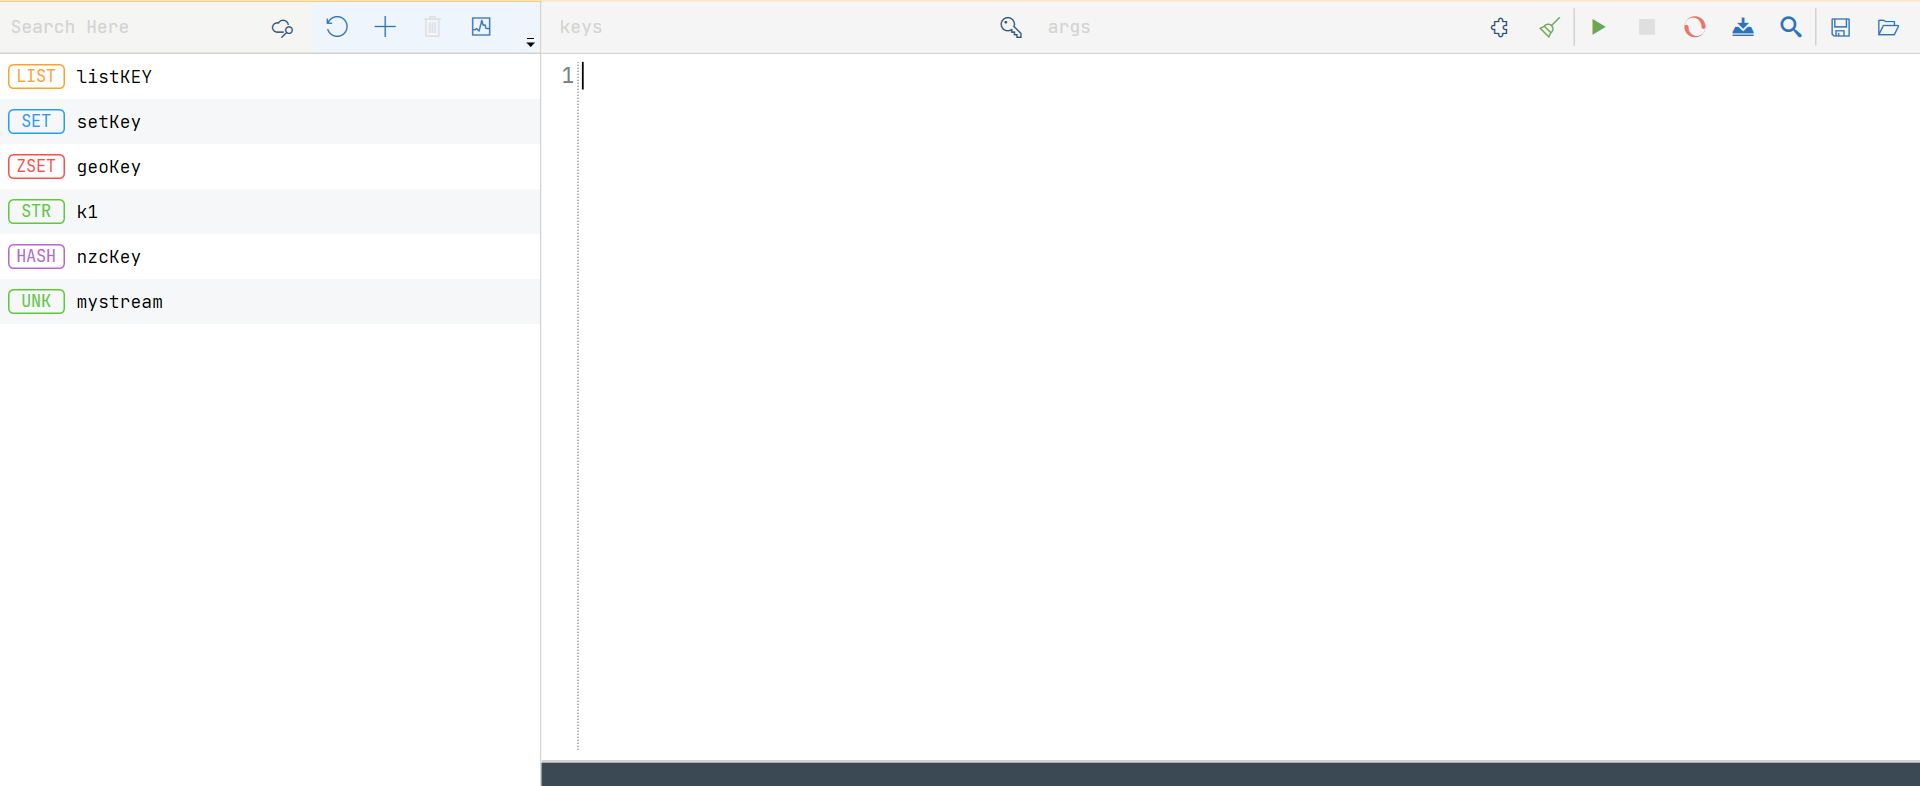 Search Here
keys
args
LIST listKEY
SET setKey
ZSET geoKey
STR k1
HASH nzcKey
UNK mystream
1